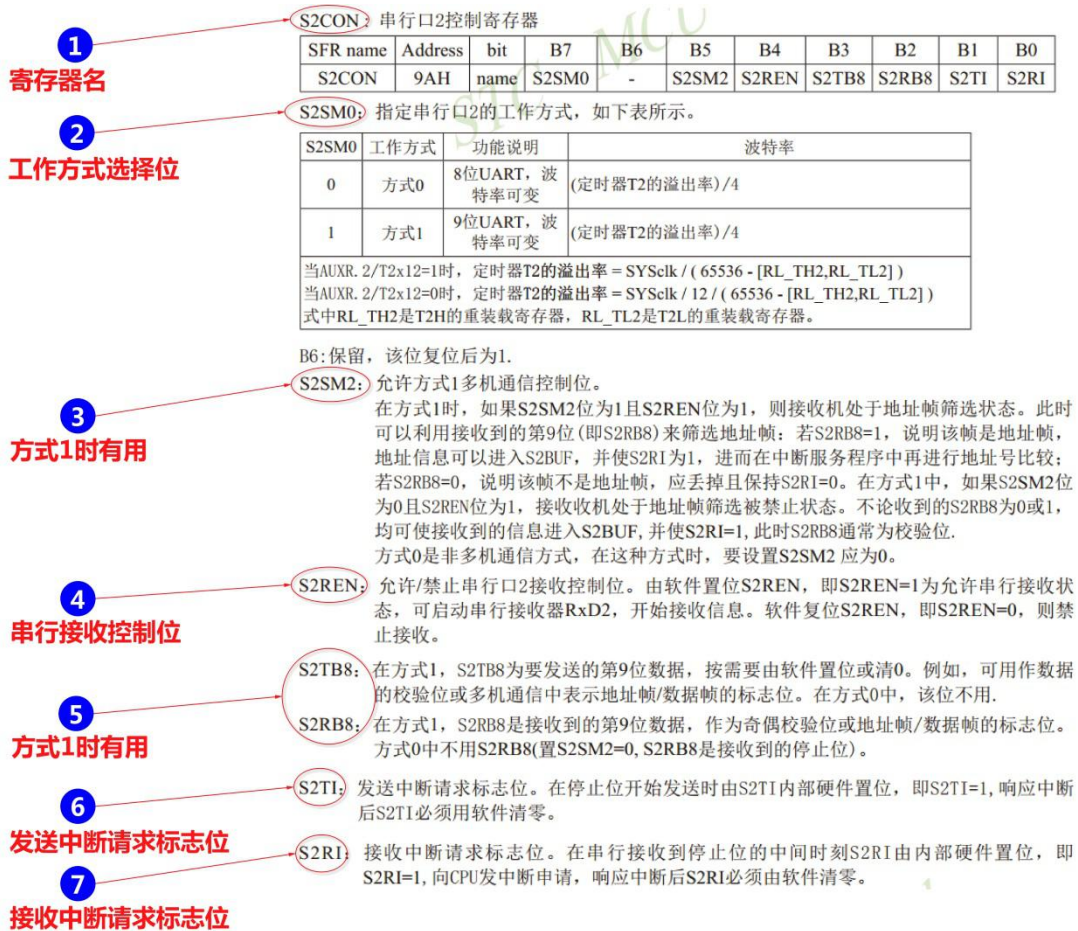 S2CON：串行口2控制寄存器
SFR name Address bit B7 B6 B5 B4 B3 B2 B1 B0
S2CON 9AH name S2SM0 - S2SM2 S2REN S2TB8 S2RB8 S2TI S2RI
1
寄存器名
STC MCU
S2SM0：指定串行口2的工作方式，如下表所示。
2
工作方式选择位
S2SM0 工作方式 功能说明 波特率
0 方式0 8位UART，波特率可变 (定时器T2的溢出率)/4
1 方式1 9位UART，波特率可变 (定时器T2的溢出率)/4
当AUXR.2/T2x12=1时，定时器T2的溢出率 = SYSclk / ( 65536 - [RL_TH2,RL_TL2] )
当AUXR.2/T2x12=0时，定时器T2的溢出率 = SYSclk / 12 / ( 65536 - [RL_TH2,RL_TL2] )
式中RL_TH2是T2H的重装载寄存器，RL_TL2是T2L的重装载寄存器。
B6:保留，该位复位后为1.
S2SM2：允许方式1多机通信控制位。
3
方式1时有用
在方式1时，如果S2SM2位为1且S2REN位为1，则接收机处于地址帧筛选状态。此时
可以利用接收到的第9位(即S2RB8)来筛选地址帧：若S2RB8=1，说明该帧是地址帧，
地址信息可以进入S2BUF，并使S2RI为1，进而在中断服务程序中再进行地址号比较；
若S2RB8=0，说明该帧不是地址帧，应丢掉且保持S2RI=0。在方式1中，如果S2SM2位
为0且S2REN位为1，接收收机处于地址帧筛选被禁止状态。不论收到的S2RB8为0或1，
均可使接收到的信息进入S2BUF,并使S2RI=1,此时S2RB8通常为校验位.
方式0是非多机通信方式，在这种方式时，要设置S2SM2 应为0。
S2REN：允许/禁止串行口2接收控制位。由软件置位S2REN，即S2REN=1为允许串行接收状
态，可启动串行接收器RxD2，开始接收信息。软件复位S2REN，即S2REN=0，则禁
止接收。
4
串行接收控制位
S2TB8：在方式1，S2TB8为要发送的第9位数据，按需要由软件置位或清0。例如，可用作数据
的校验位或多机通信中表示地址帧/数据帧的标志位。在方式0中，该位不用.
S2RB8：在方式1，S2RB8是接收到的第9位数据，作为奇偶校验位或地址帧/数据帧的标志位。
方式0中不用S2RB8(置S2SM2=0, S2RB8是接收到的停止位)。
5
方式1时有用
S2TI：发送中断请求标志位。在停止位开始发送时由S2TI内部硬件置位，即S2TI=1,响应中断
后S2TI必须用软件清零。
6
发送中断请求标志位
S2RI：接收中断请求标志位。在串行接收到停止位的中间时刻S2RI由内部硬件置位，即
S2RI=1,向CPU发中断申请，响应中断后S2RI必须由软件清零。
7
接收中断请求标志位